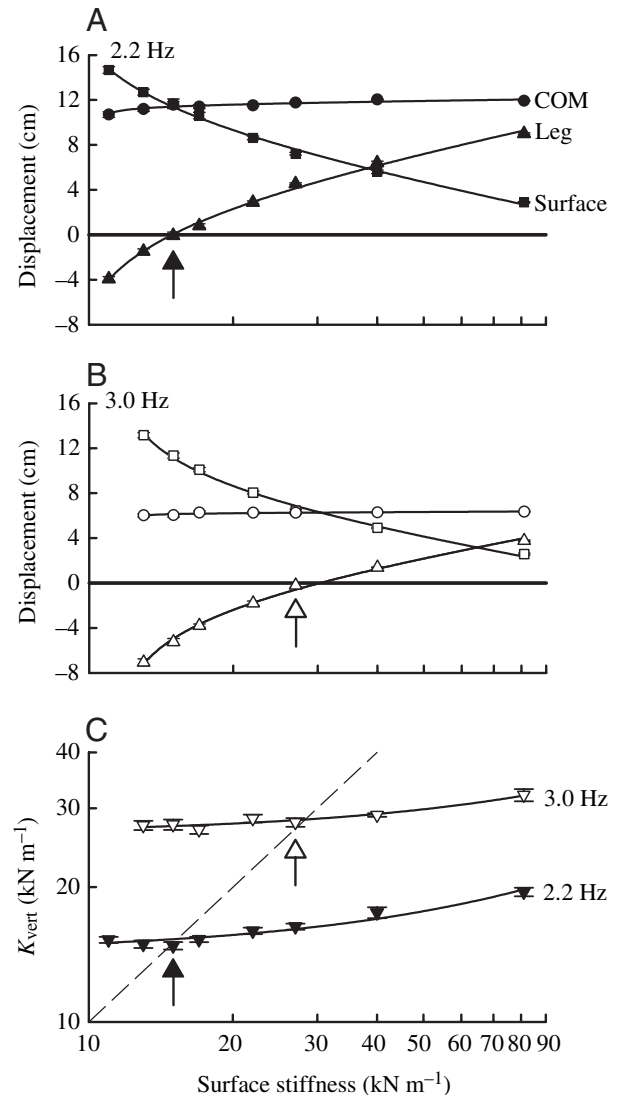 A
2.2 Hz
16
12
8
4
0
–4
–8
Displacement (cm)
COM
Leg
Surface
B
3.0 Hz
16
12
8
4
0
–4
–8
Displacement (cm)
C
40
30
20
10
Kvert (kN m–1)
3.0 Hz
2.2 Hz
10 20 30 40 50 60 70 80 90
Surface stiffness (kN m–1)